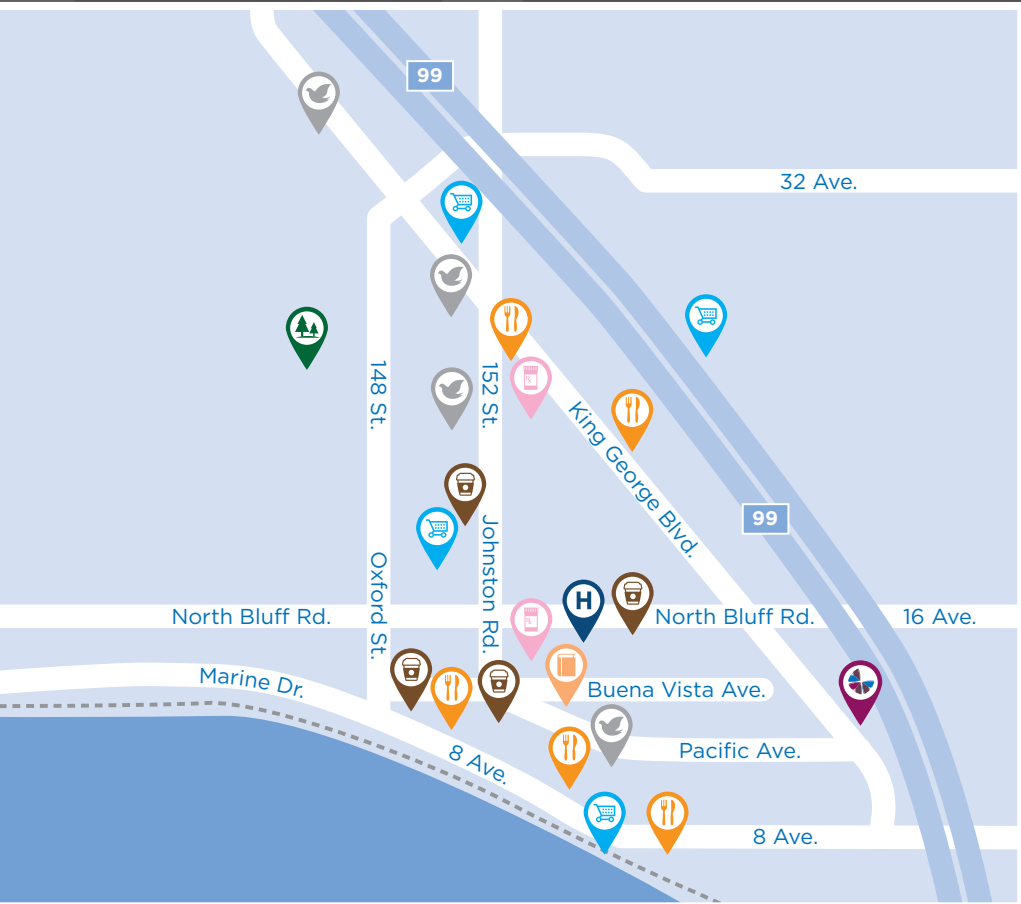 99
32 Ave.
148 St.
152 St.
King George Blvd.
99
Johnston Rd.
Oxford St.
H
North Bluff Rd.
North Bluff Rd.
16 Ave.
Marine Dr.
Buena Vista Ave.
8 Ave.
Pacific Ave.
8 Ave.